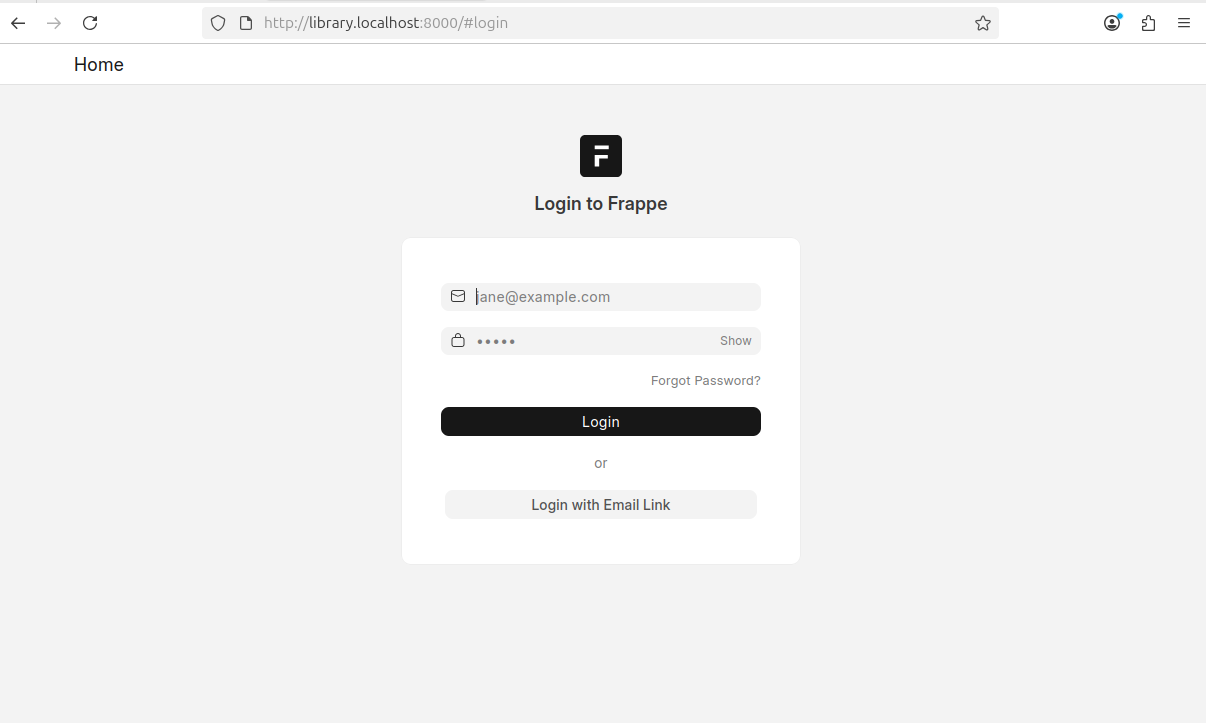 http://library.localhost:8000/#login
Home
F
Login to Frappe
jane@example.com
••••• Show
Forgot Password?
Login
or
Login with Email Link